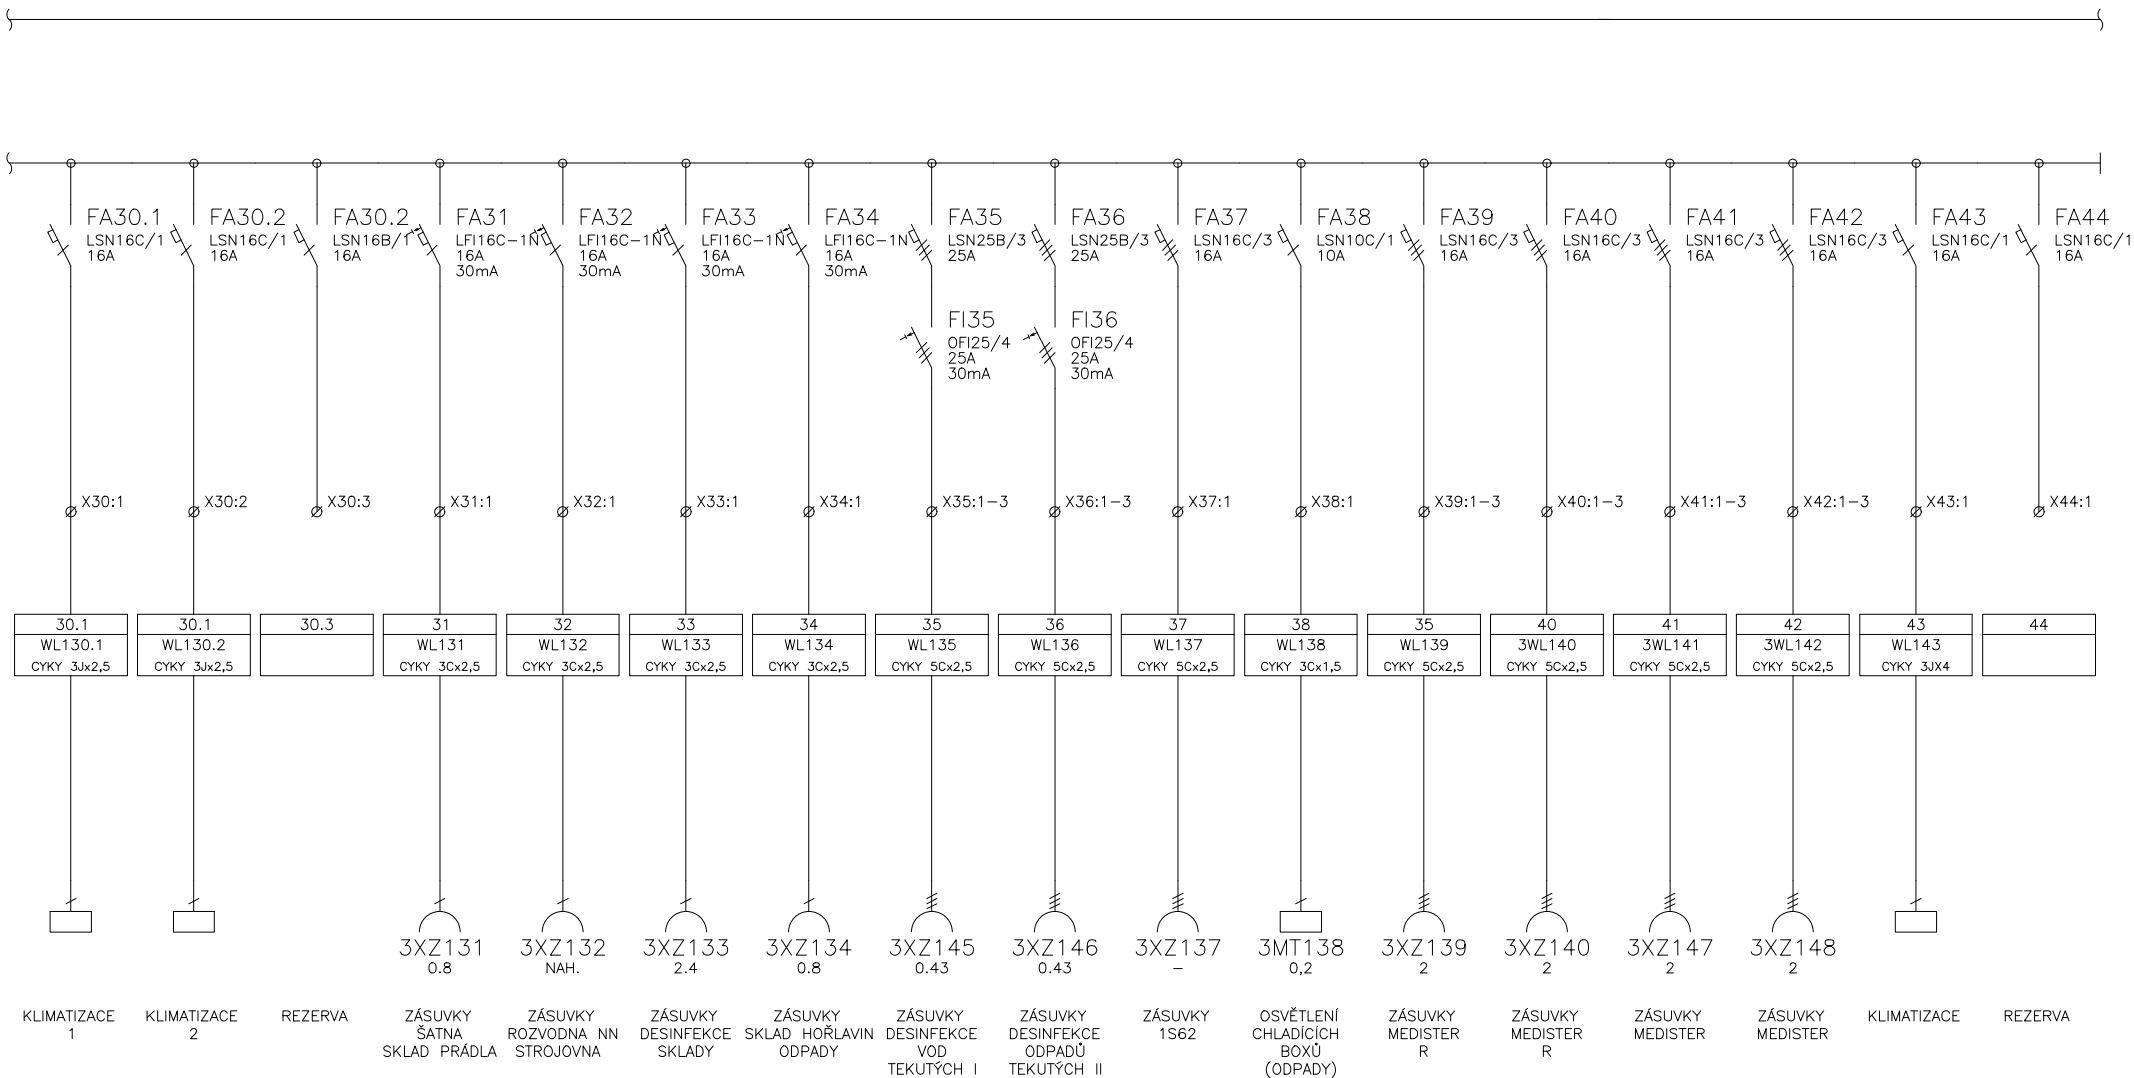 FA30.1
LSN16C/1
16A
FA30.2
LSN16C/1
16A
FA30.2
LSN16B/1
16A
FA31
LFI16C-1N
16A
30mA
FA32
LFI16C-1N
16A
30mA
FA33
LFI16C-1N
16A
30mA
FA34
LFI16C-1N
16A
30mA
FA35
LSN25B/3
25A
FA36
LSN25B/3
25A
FA37
LSN16C/3
16A
FA38
LSN10C/1
10A
FA39
LSN16C/3
16A
FA40
LSN16C/3
16A
FA41
LSN16C/3
16A
FA42
LSN16C/3
16A
FA43
LSN16C/1
16A
FA44
LSN16C/1
16A
FI35
OFI25/4
25A
30mA
FI36
OFI25/4
25A
30mA
X30:1
X30:2
X30:3
X31:1
X32:1
X33:1
X34:1
X35:1-3
X36:1-3
X37:1
X38:1
X39:1-3
X40:1-3
X41:1-3
X42:1-3
X43:1
X44:1
30.1
WL130.1
CYKY 3Jx2,5
30.1
WL130.2
CYKY 3Jx2,5
30.3
31
WL131
CYKY 3Cx2,5
32
WL132
CYKY 3Cx2,5
33
WL133
CYKY 3Cx2,5
34
WL134
CYKY 3Cx2,5
35
WL135
CYKY 5Cx2,5
36
WL136
CYKY 5Cx2,5
37
WL137
CYKY 5Cx2,5
38
WL138
CYKY 3Cx1,5
35
WL139
CYKY 5Cx2,5
40
3WL140
CYKY 5Cx2,5
41
3WL141
CYKY 5Cx2,5
42
3WL142
CYKY 5Cx2,5
43
WL143
CYKY 3JX4
44
3XZ131
0.8
3XZ132
NAH.
3XZ133
2.4
3XZ134
0.8
3XZ145
0.43
3XZ146
0.43
3XZ137
-
3MT138
0,2
3XZ139
2
3XZ140
2
3XZ147
2
3XZ148
2
KLIMATIZACE
1
KLIMATIZACE
2
REZERVA
ZÁSUVKY
ŠATNA
SKLAD PRÁDLA
ZÁSUVKY
ROZVODNA NN
STROJOVNA
ZÁSUVKY
DESINFEKCE
SKLADY
ZÁSUVKY
SKLAD HOŘLAVIN
ODPADY
ZÁSUVKY
DESINFEKCE
VOD
TEKUTÝCH I
ZÁSUVKY
DESINFEKCE
ODPADŮ
TEKUTÝCH II
ZÁSUVKY
1S62
OSVĚTLENÍ
CHLADÍCÍCH
BOXŮ
(ODPADY)
ZÁSUVKY
MEDISTER
R
ZÁSUVKY
MEDISTER
R
ZÁSUVKY
MEDISTER
ZÁSUVKY
MEDISTER
KLIMATIZACE
REZERVA